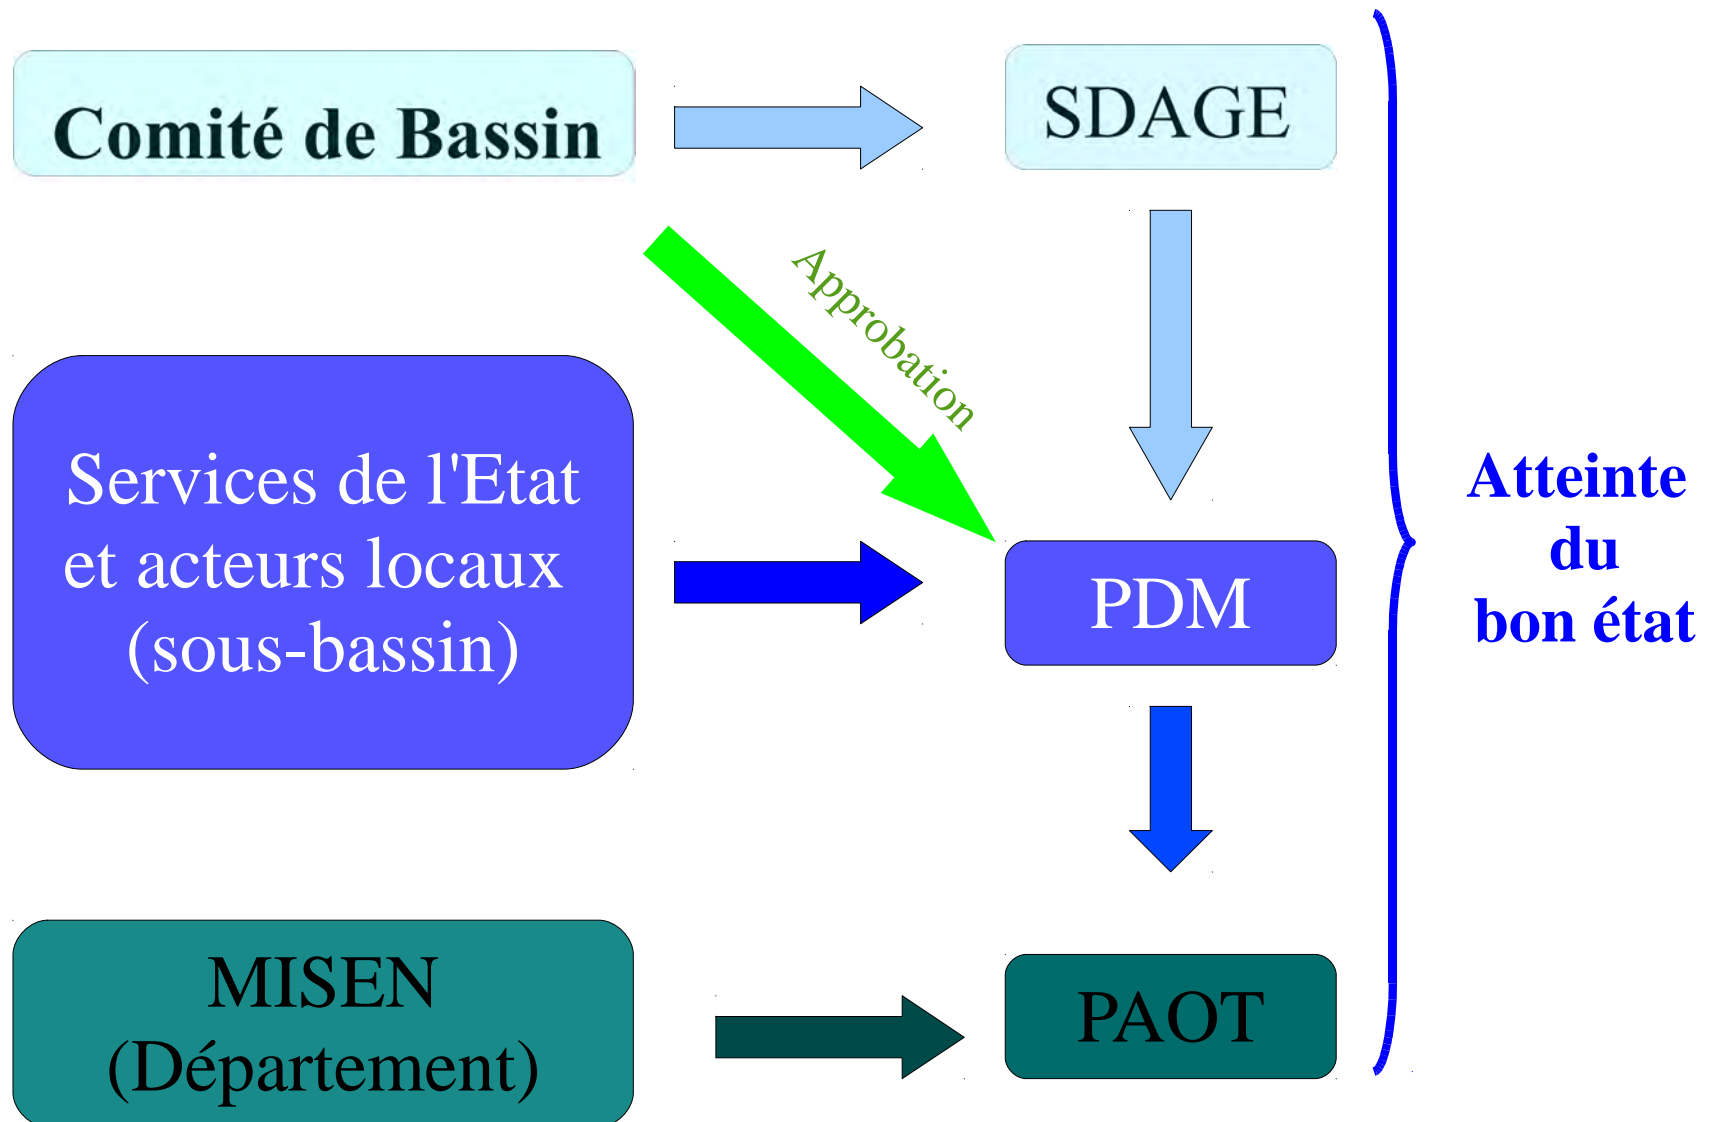 Comité de Bassin
SDAGE
Approbation
Services de l'Etat
et acteurs locaux
(sous-bassin)
PDM
Atteinte
du
bon état
MISEN
(Département)
PAOT